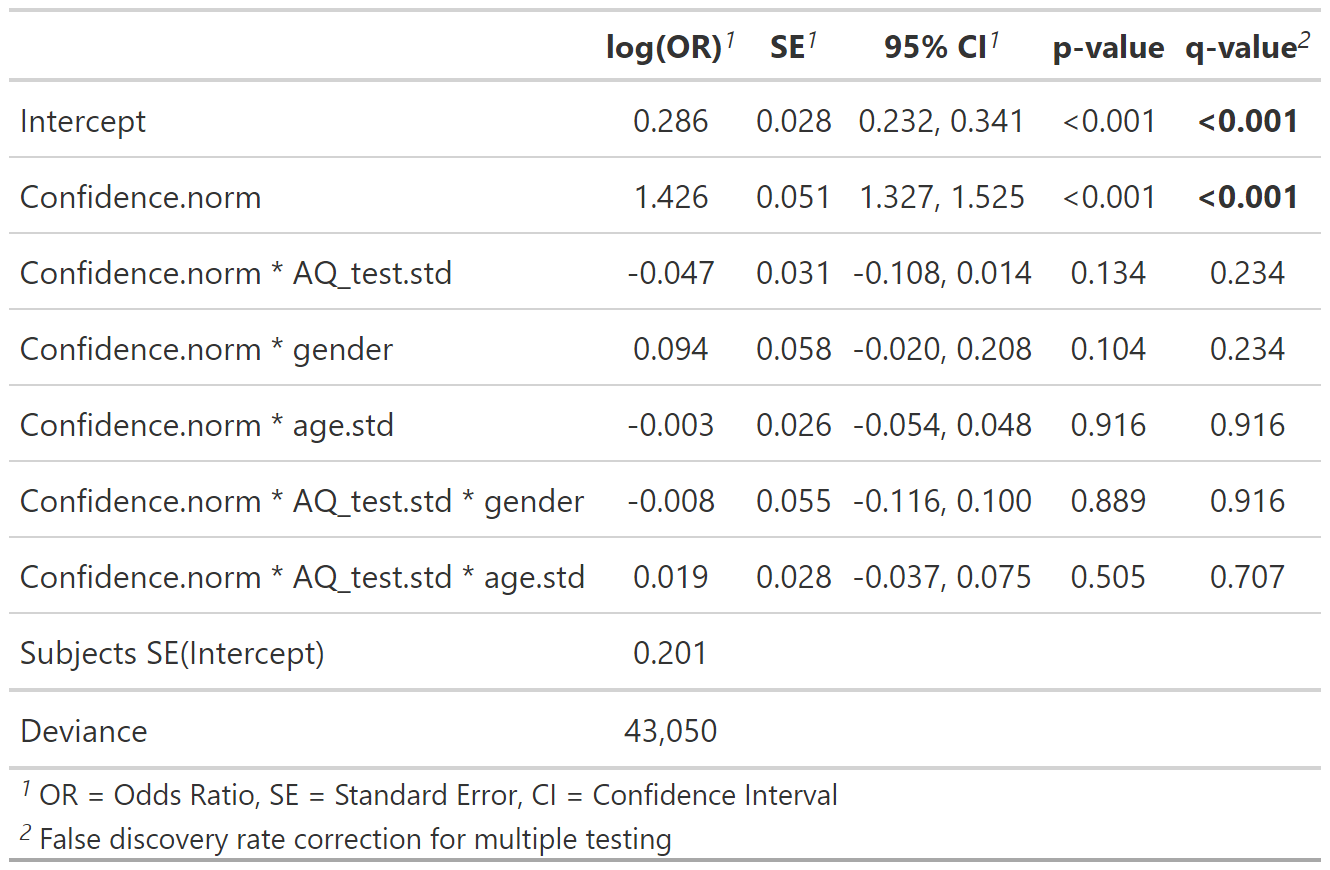 log(OR)1 SE1 95% CI1 p-value q-value2
Intercept 0.286 0.028 0.232, 0.341 <0.001 <0.001
Confidence.norm 1.426 0.051 1.327, 1.525 <0.001 <0.001
Confidence.norm * AQ_test.std -0.047 0.031 -0.108, 0.014 0.134 0.234
Confidence.norm * gender 0.094 0.058 -0.020, 0.208 0.104 0.234
Confidence.norm * age.std -0.003 0.026 -0.054, 0.048 0.916 0.916
Confidence.norm * AQ_test.std * gender -0.008 0.055 -0.116, 0.100 0.889 0.916
Confidence.norm * AQ_test.std * age.std 0.019 0.028 -0.037, 0.075 0.505 0.707
Subjects SE(Intercept) 0.201
Deviance 43,050
1 OR = Odds Ratio, SE = Standard Error, CI = Confidence Interval
2 False discovery rate correction for multiple testing